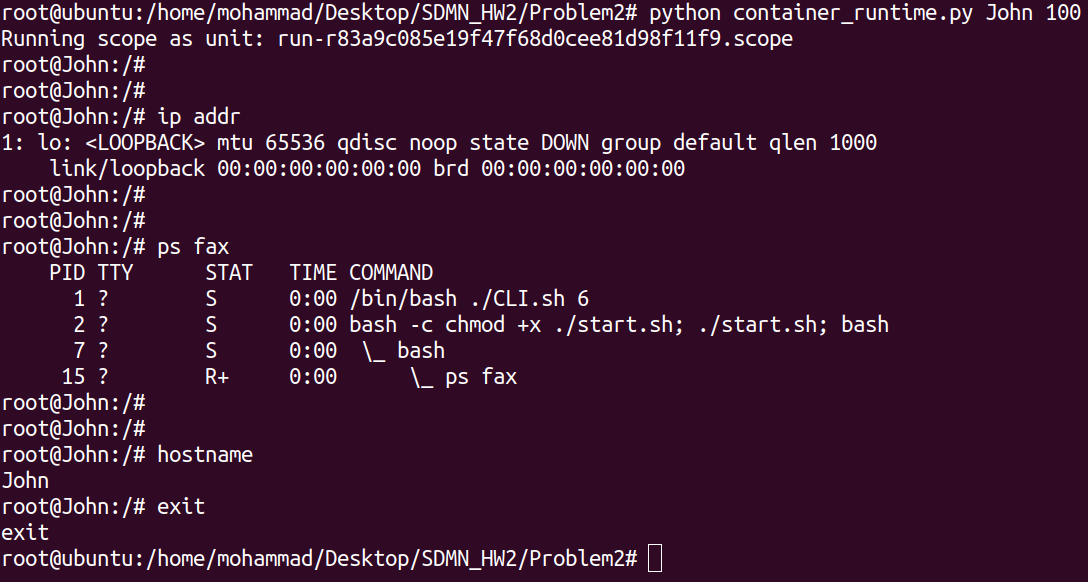 root@ubuntu:/home/mohammad/Desktop/SDMN_HW2/Problem2# python container_runtime.py John 100
Running scope as unit: run-r83a9c085e19f47f68d0cee81d98f11f9.scope
root@John:/#
root@John:/#
root@John:/# ip addr
1: lo: <LOOPBACK> mtu 65536 qdisc noop state DOWN group default qlen 1000
    link/loopback 00:00:00:00:00:00 brd 00:00:00:00:00:00
root@John:/#
root@John:/#
root@John:/# ps fax
    PID TTY      STAT   TIME COMMAND
      1 ?        S      0:00 /bin/bash ./CLI.sh 6
      2 ?        S      0:00 bash -c chmod +x ./start.sh; ./start.sh; bash
      7 ?        S      0:00  \_ bash
     15 ?        R+     0:00      \_ ps fax
root@John:/#
root@John:/#
root@John:/# hostname
John
root@John:/# exit
exit
root@ubuntu:/home/mohammad/Desktop/SDMN_HW2/Problem2#